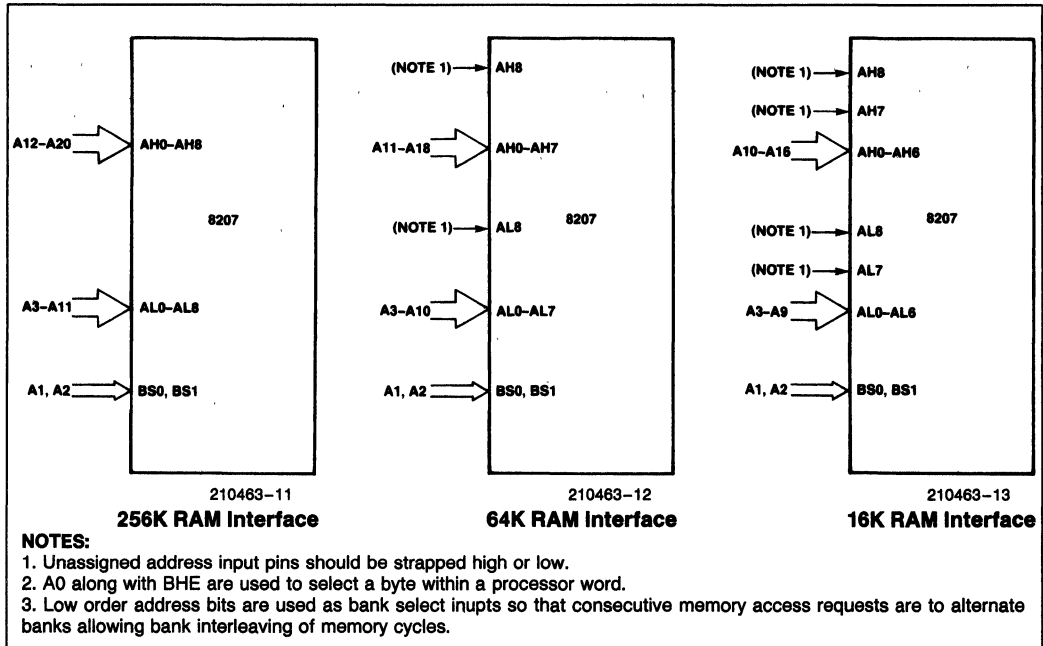 A12–A20
AH0–AH8
8207
A3–A11
AL0–AL8
A1, A2
BS0, BS1
210463–11
256K RAM Interface
(NOTE 1)
AH8
A11–A18
AH0–AH7
8207
(NOTE 1)
AL8
A3–A10
AL0–AL7
A1, A2
BS0, BS1
210463–12
64K RAM Interface
(NOTE 1)
AH8
(NOTE 1)
AH7
A10–A16
AH0–AH6
8207
(NOTE 1)
AL8
(NOTE 1)
AL7
A3–A9
AL0–AL6
A1, A2
BS0, BS1
210463–13
16K RAM Interface
NOTES:
1. Unassigned address input pins should be strapped high or low.
2. A0 along with BHE are used to select a byte within a processor word.
3. Low order address bits are used as bank select inupts so that consecutive memory access requests are to alternate
banks allowing bank interleaving of memory cycles.